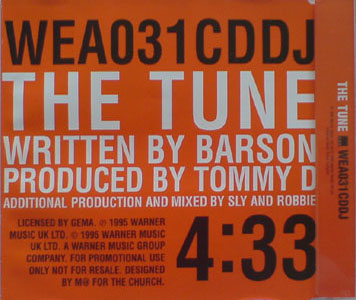 WEA031CDDJ
THE TUNE
WRITTEN BY BARSON
PRODUCED BY TOMMY D
ADDITIONAL PRODUCTION AND MIXED BY SLY AND ROBBIE
LICENSED BY GEMA. ℗ 1995 WARNER
MUSIC UK LTD. © 1995 WARNER MUSIC
UK LTD. A WARNER MUSIC GROUP
COMPANY. FOR PROMOTIONAL USE
ONLY NOT FOR RESALE. DESIGNED
BY M@ FOR THE CHURCH.
4:33
THE TUNE WEA031CDDJ